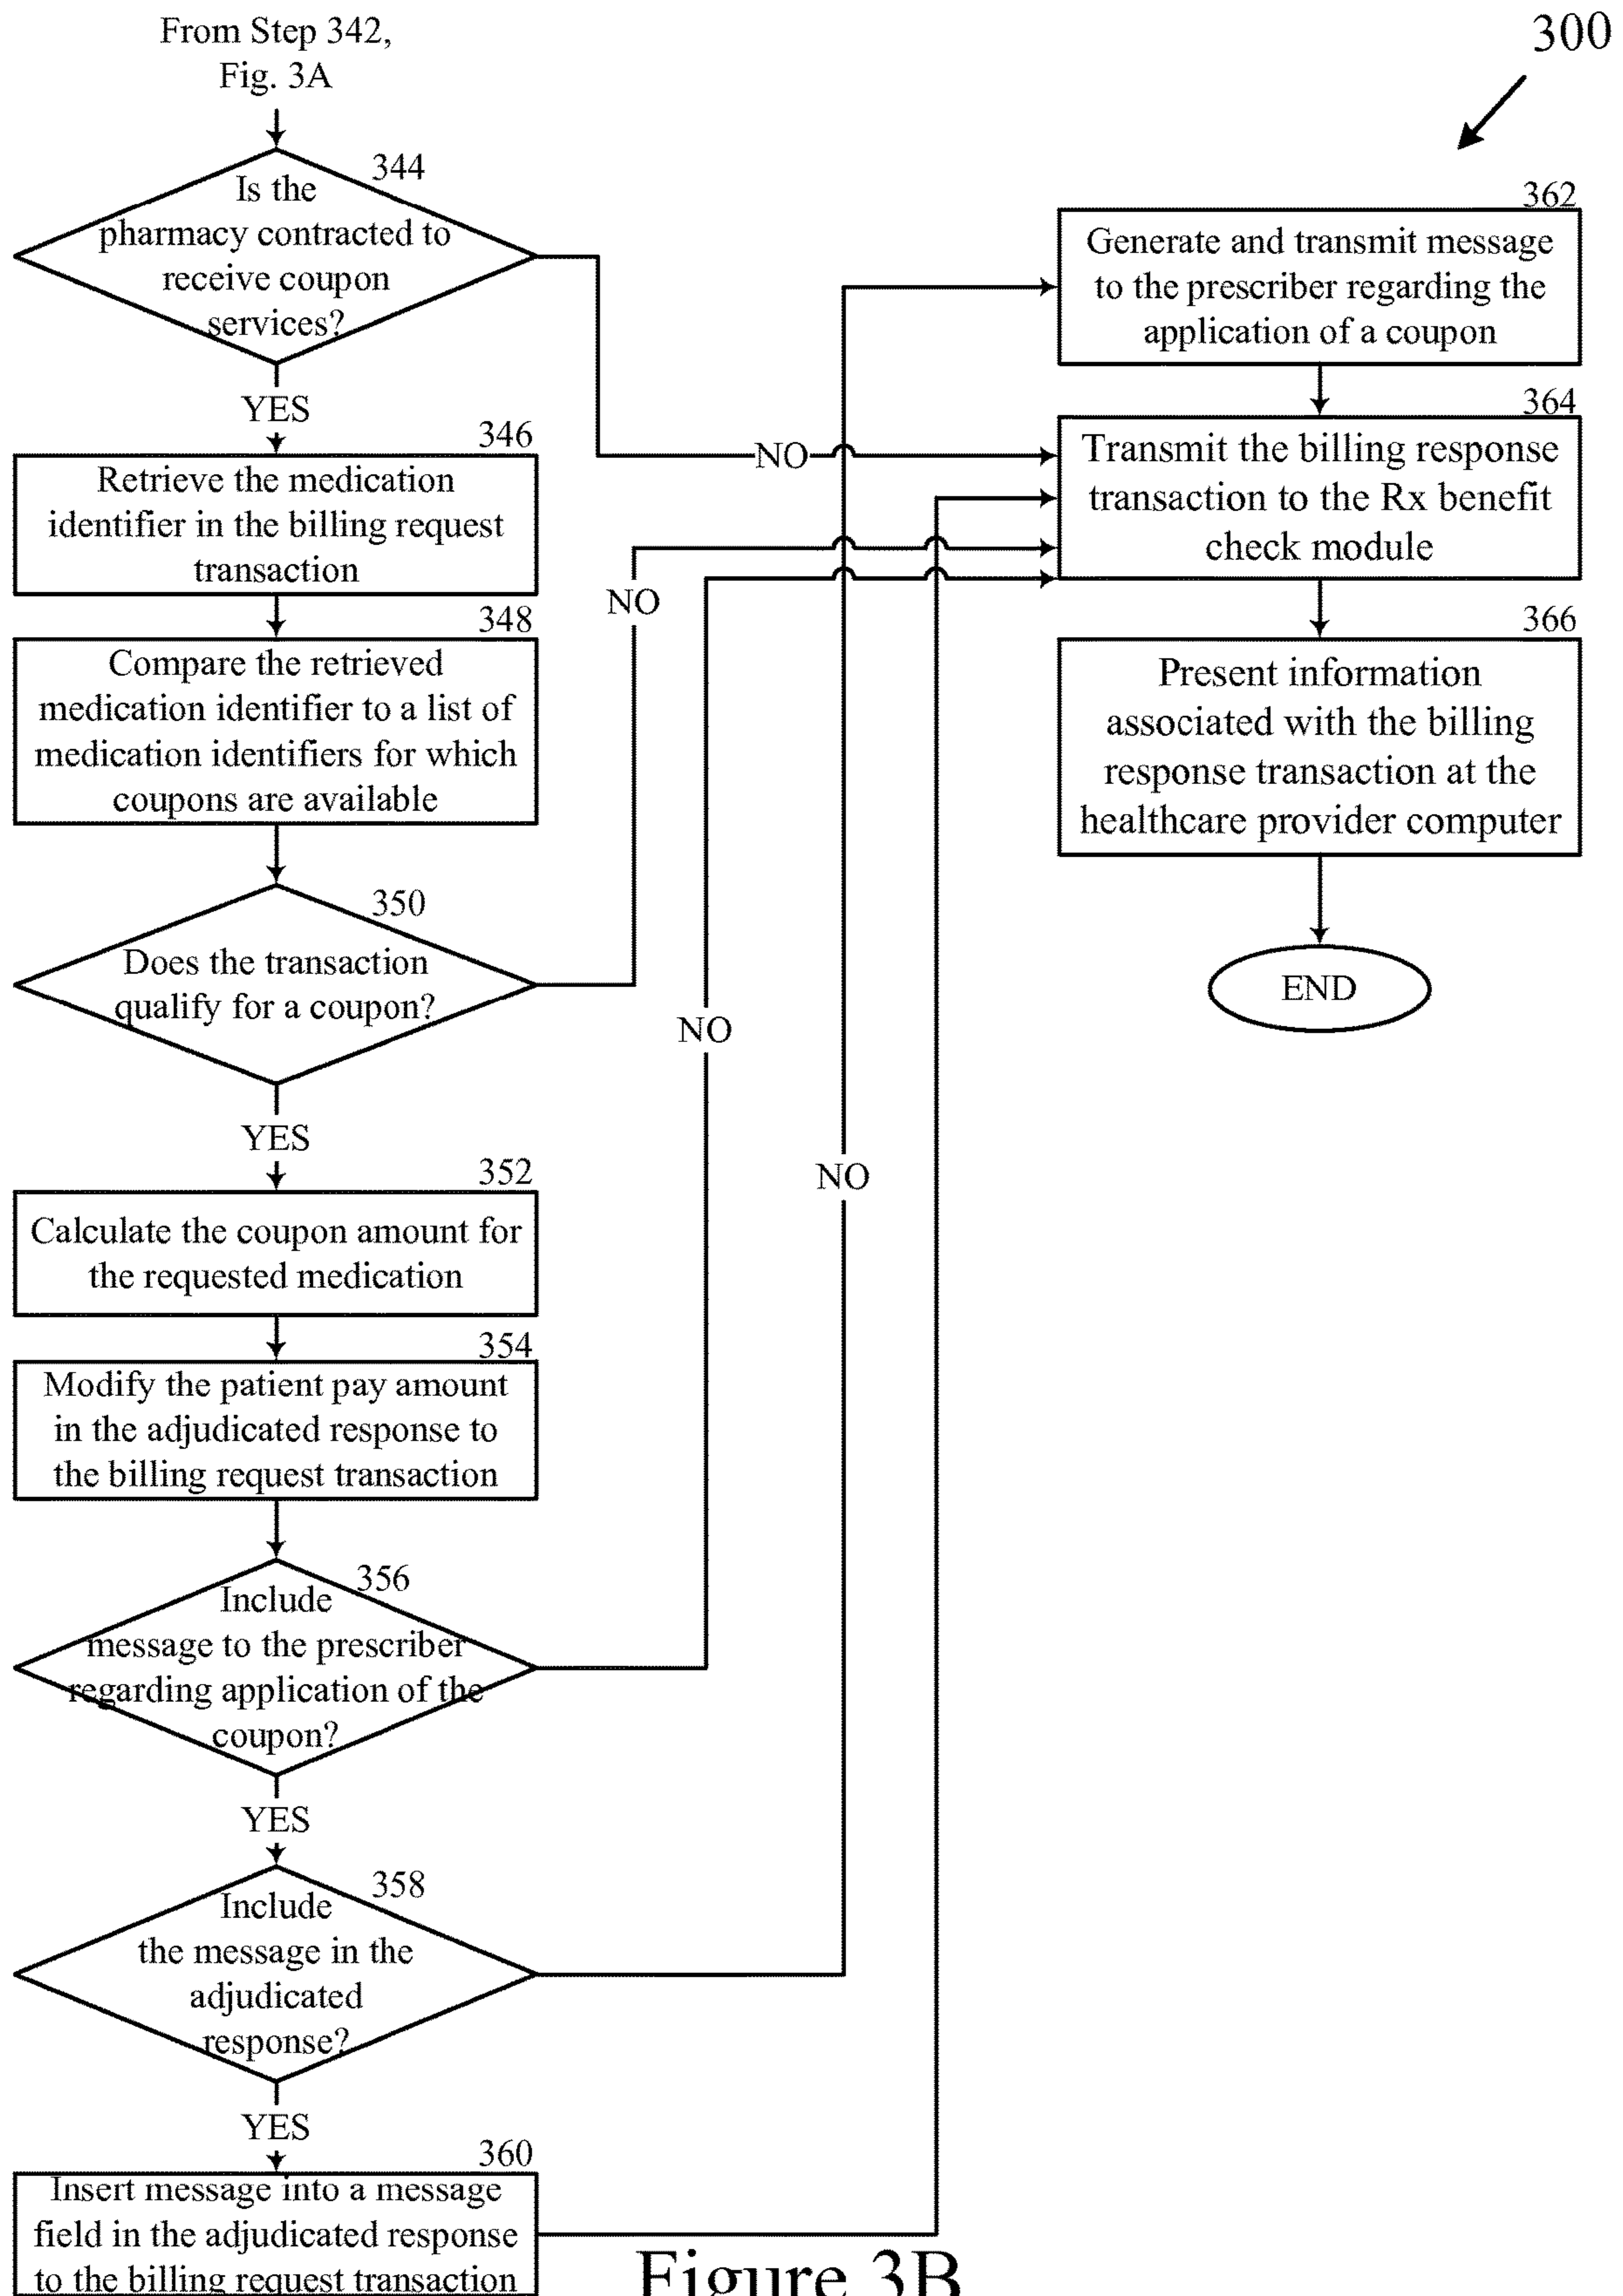 From Step 342,
Fig. 3A
300
344
Is the
pharmacy contracted to
receive coupon
services?
YES
346
Retrieve the medication
identifier in the billing request
transaction
348
Compare the retrieved
medication identifier to a list of
medication identifiers for which
coupons are available
350
Does the transaction
qualify for a coupon?
YES
352
Calculate the coupon amount for
the requested medication
354
Modify the patient pay amount
in the adjudicated response to
the billing request transaction
356
Include
message to the prescriber
regarding application of the
coupon?
YES
358
Include
the message in the
adjudicated
response?
YES
360
Insert message into a message
field in the adjudicated response
to the billing request transaction
NO
NO
NO
NO
362
Generate and transmit message
to the prescriber regarding the
application of a coupon
364
Transmit the billing response
transaction to the Rx benefit
check module
366
Present information
associated with the billing
response transaction at the
healthcare provider computer
END
Figure 3B